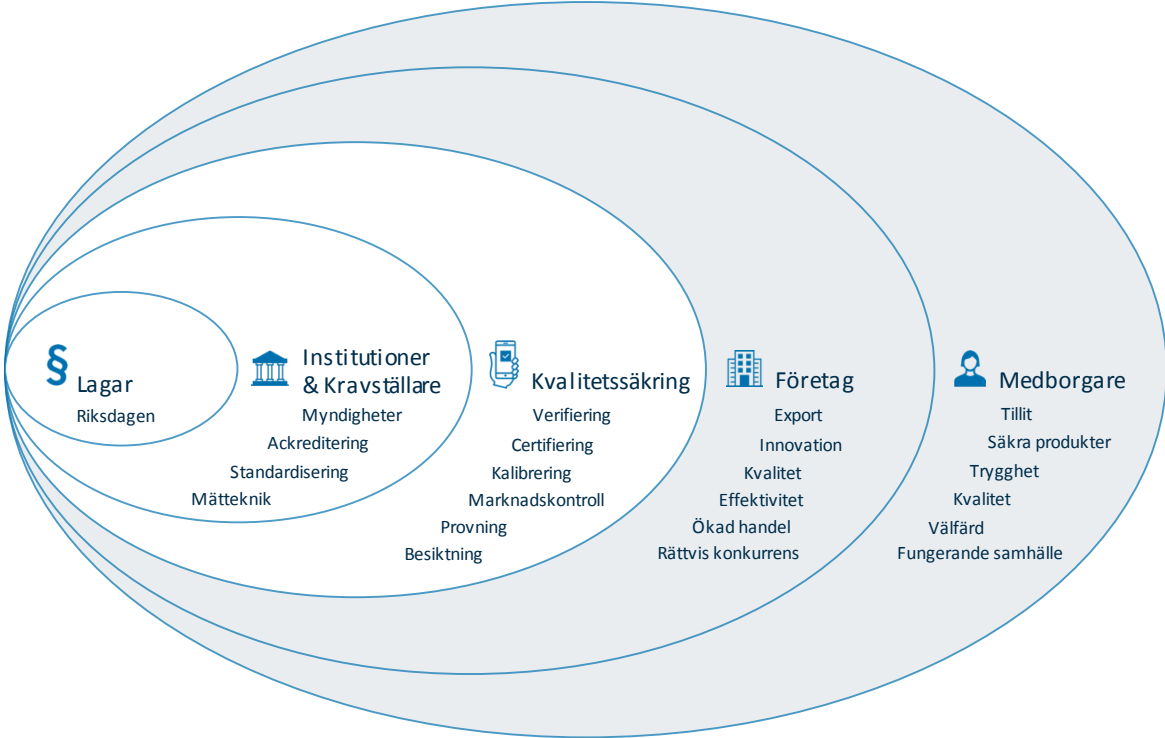 §
Lagar
Riksdagen
Institutioner
& Kravställare
Myndigheter
Ackreditering
Standardisering
Mätteknik
Kvalitetssäkring
Verifiering
Certifiering
Kalibrering
Marknadskontroll
Provning
Besiktning
Företag
Export
Innovation
Kvalitet
Effektivitet
Ökad handel
Rättvis konkurrens
Medborgare
Tillit
Säkra produkter
Trygghet
Kvalitet
Välfärd
Fungerande samhälle